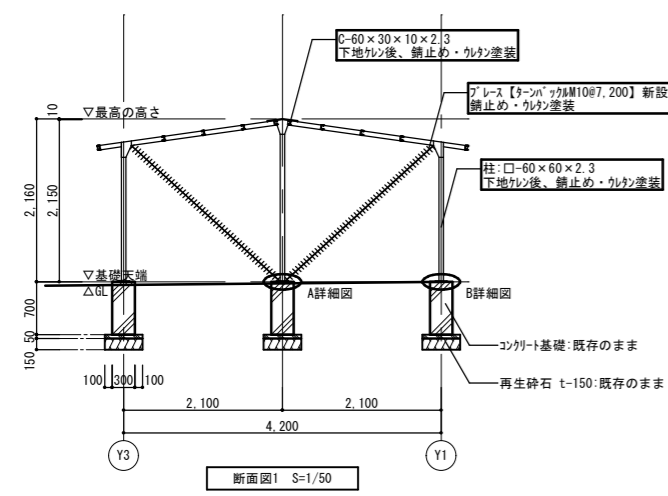 C-60×30×10×2.3
下地ケレン後、錆止め・ウレタン塗装
ブレース【ターンバックルM10@7,200】新設
錆止め・ウレタン塗装
柱:□-60×60×2.3
下地ケレン後、錆止め・ウレタン塗装
10
▽最高の高さ
2,160
2,150
▽基礎天端
△GL
A詳細図
B詳細図
700
50
150
コンクリート基礎:既存のまま
再生砕石 t-150:既存のまま
100
300
100
2,100
2,100
4,200
Y3
Y1
断面図1 S=1/50